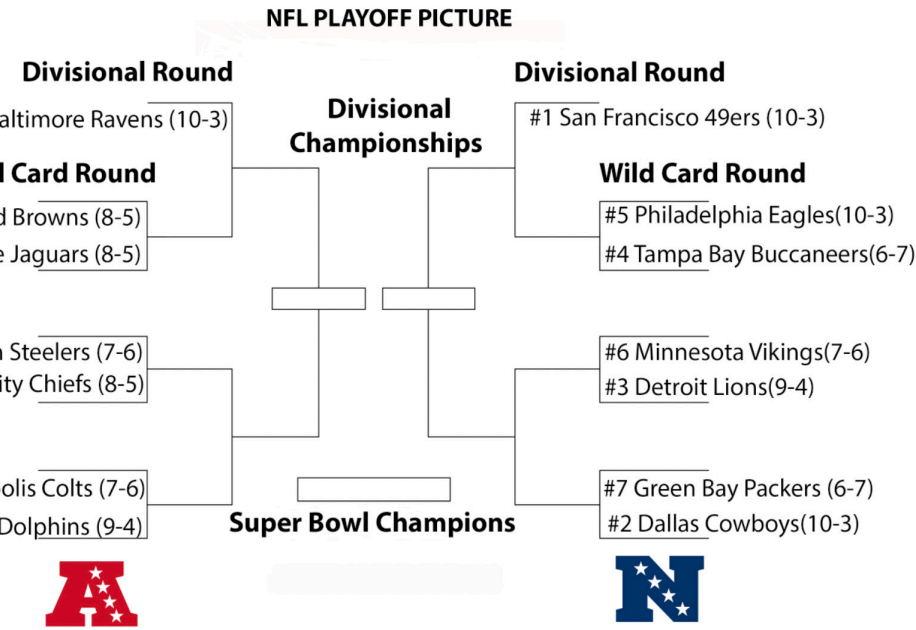 NFL PLAYOFF PICTURE
Divisional Round
altimore Ravens (10-3)
Card Round
d Browns (8-5)
e Jaguars (8-5)
n Steelers (7-6)
ity Chiefs (8-5)
olis Colts (7-6)
Dolphins (9-4)
Divisional
Championships
Super Bowl Champions
Divisional Round
#1 San Francisco 49ers (10-3)
Wild Card Round
#5 Philadelphia Eagles(10-3)
#4 Tampa Bay Buccaneers(6-7)
#6 Minnesota Vikings(7-6)
#3 Detroit Lions(9-4)
#7 Green Bay Packers (6-7)
#2 Dallas Cowboys(10-3)
A
N